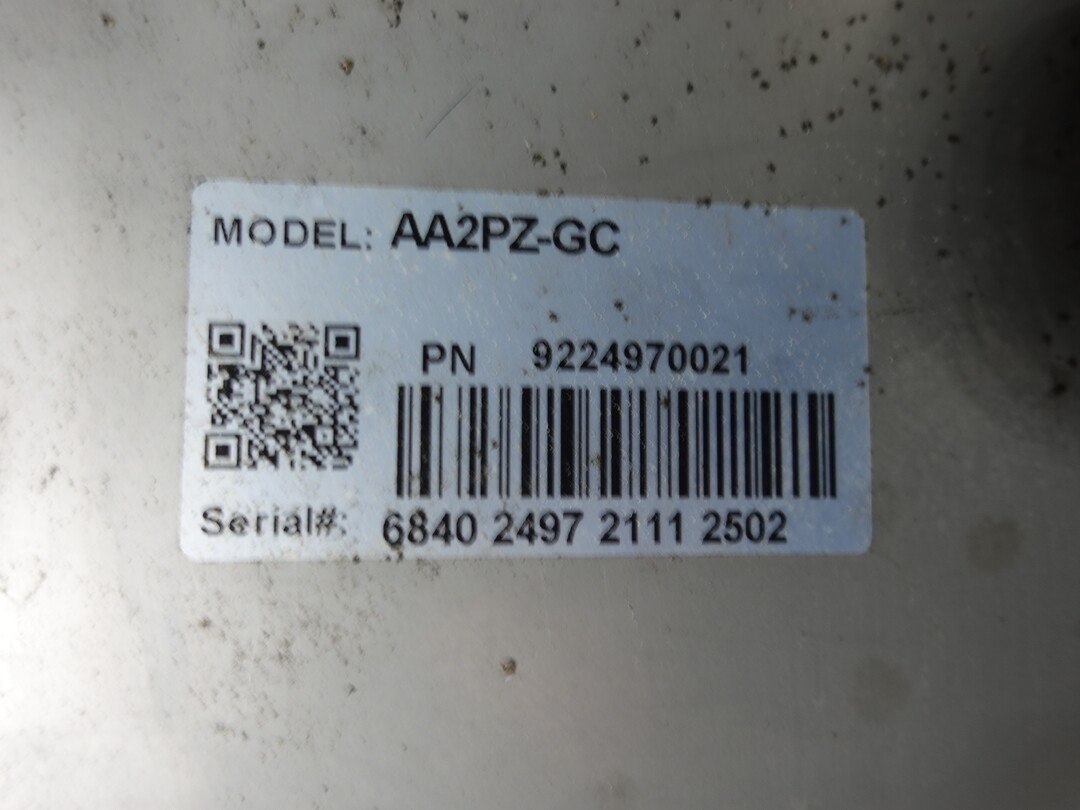 MODEL: AA2PZ-GC
PN 9224970021
Serial#: 6840 2497 2111 2502